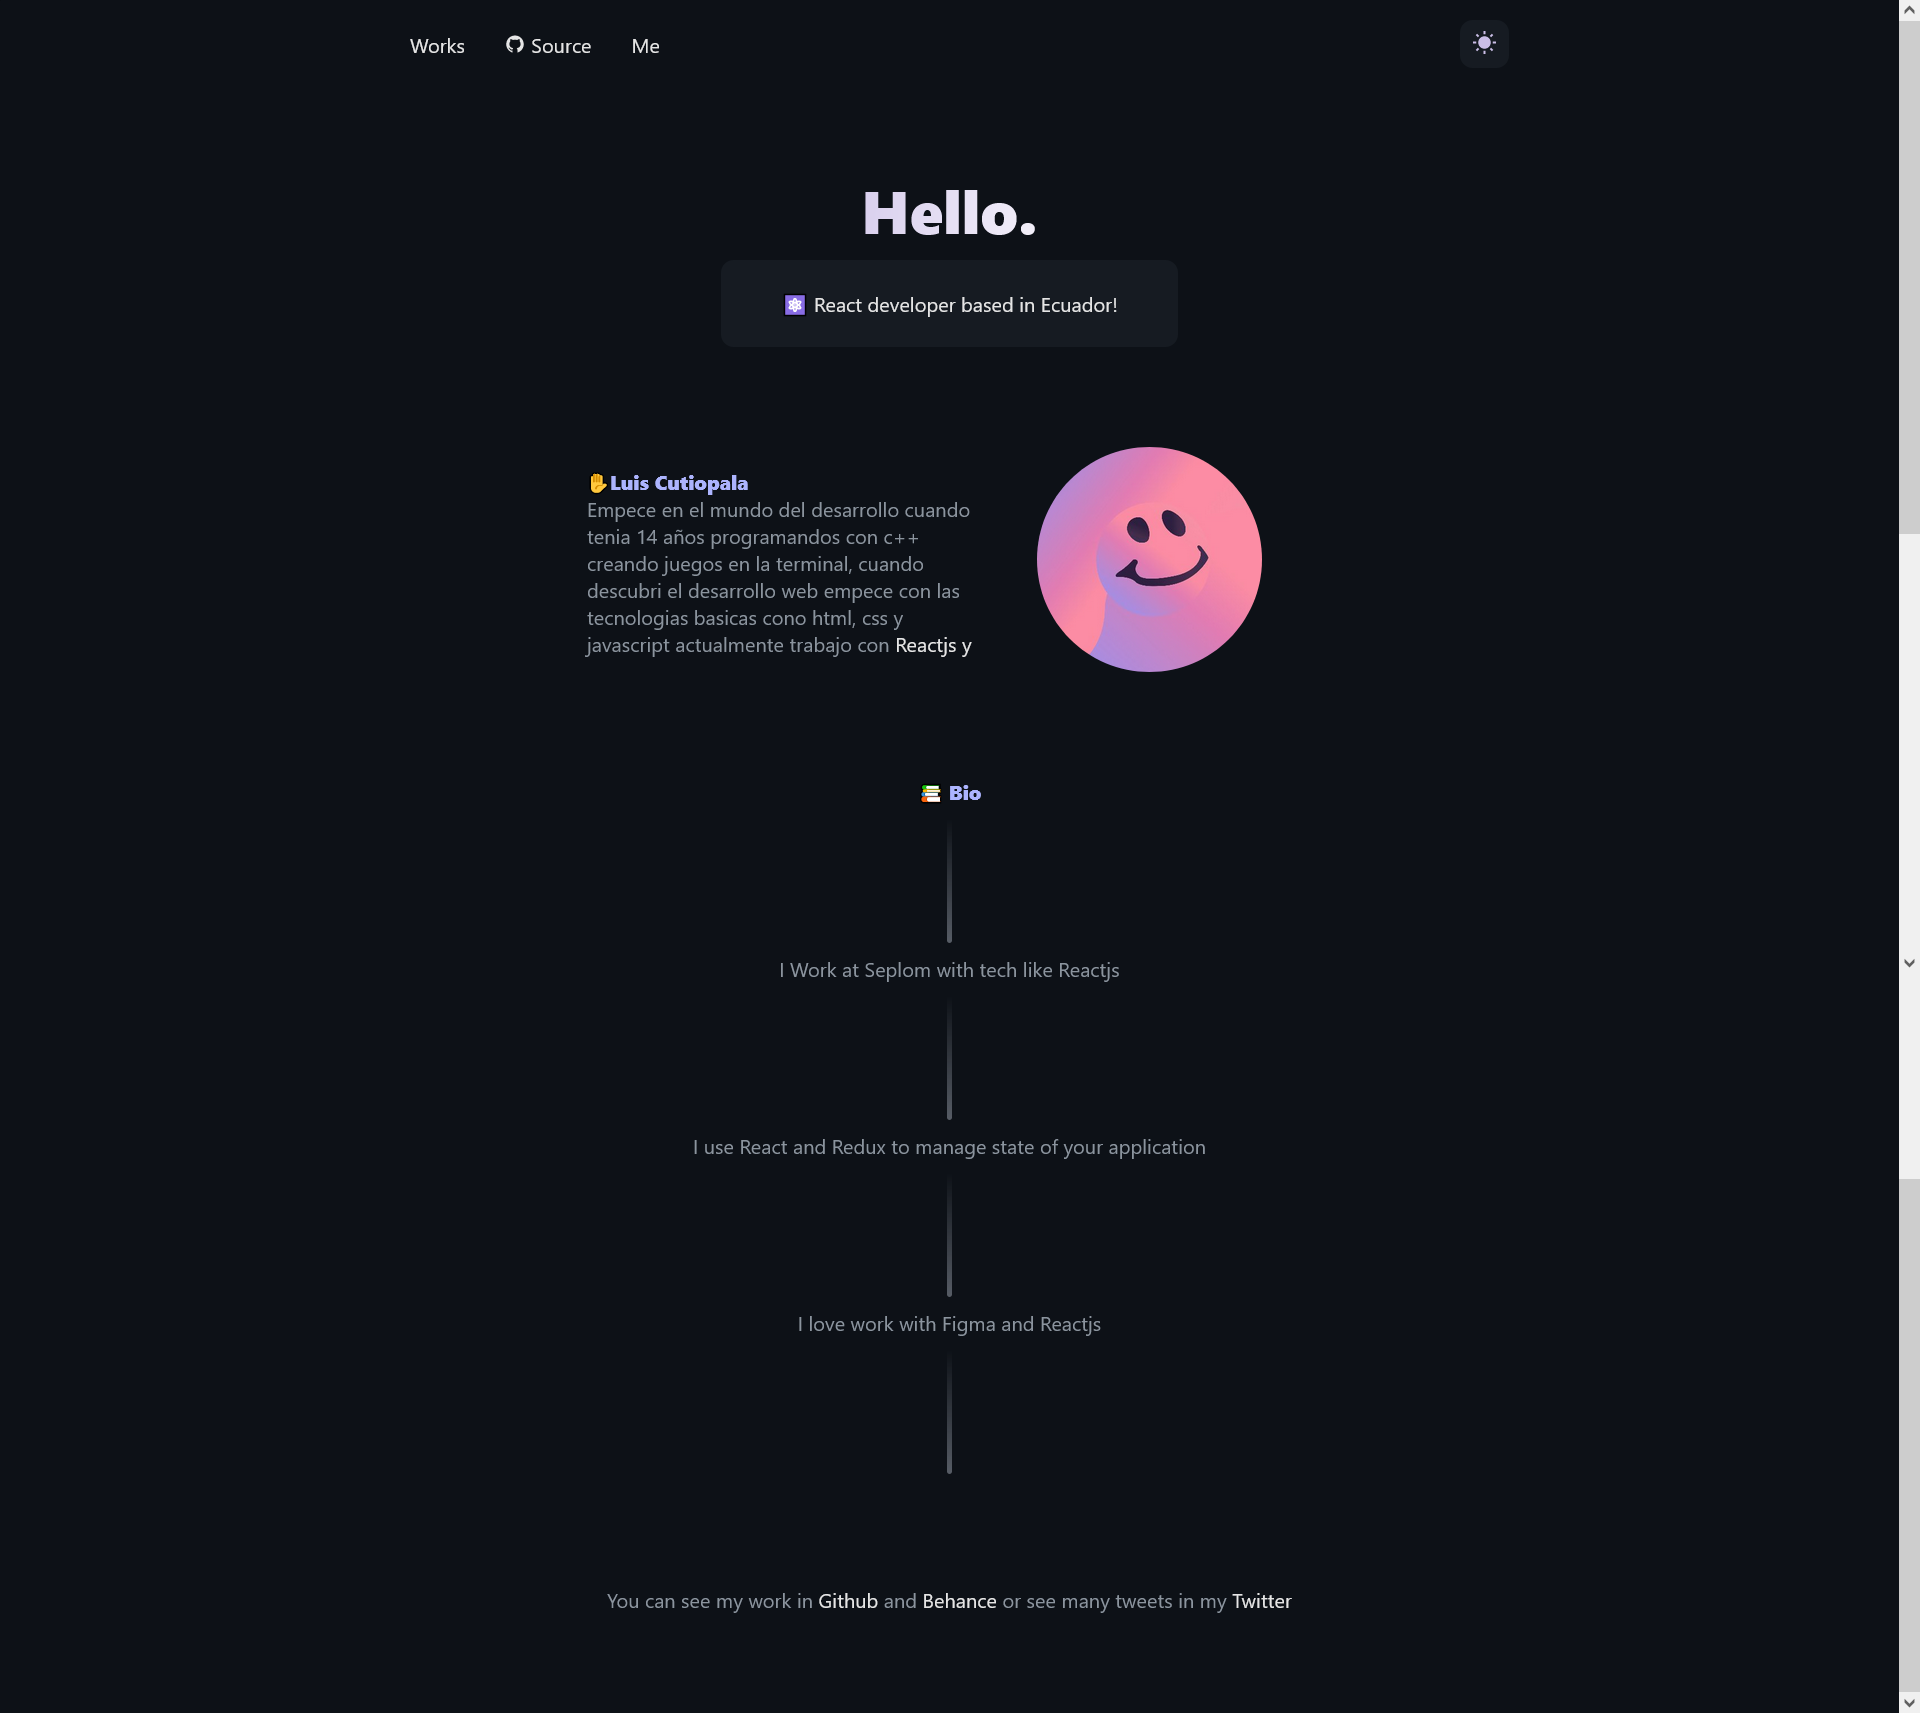 Works
Source
Me
Hello.
⚛ React developer based in Ecuador!
✋Luis Cutiopala
Empece en el mundo del desarrollo cuando
tenia 14 años programandos con c++
creando juegos en la terminal, cuando
descubri el desarrollo web empece con las
tecnologias basicas cono html, css y
javascript actualmente trabajo con Reactjs y
📚 Bio
I Work at Seplom with tech like Reactjs
I use React and Redux to manage state of your application
I love work with Figma and Reactjs
You can see my work in Github and Behance or see many tweets in my Twitter